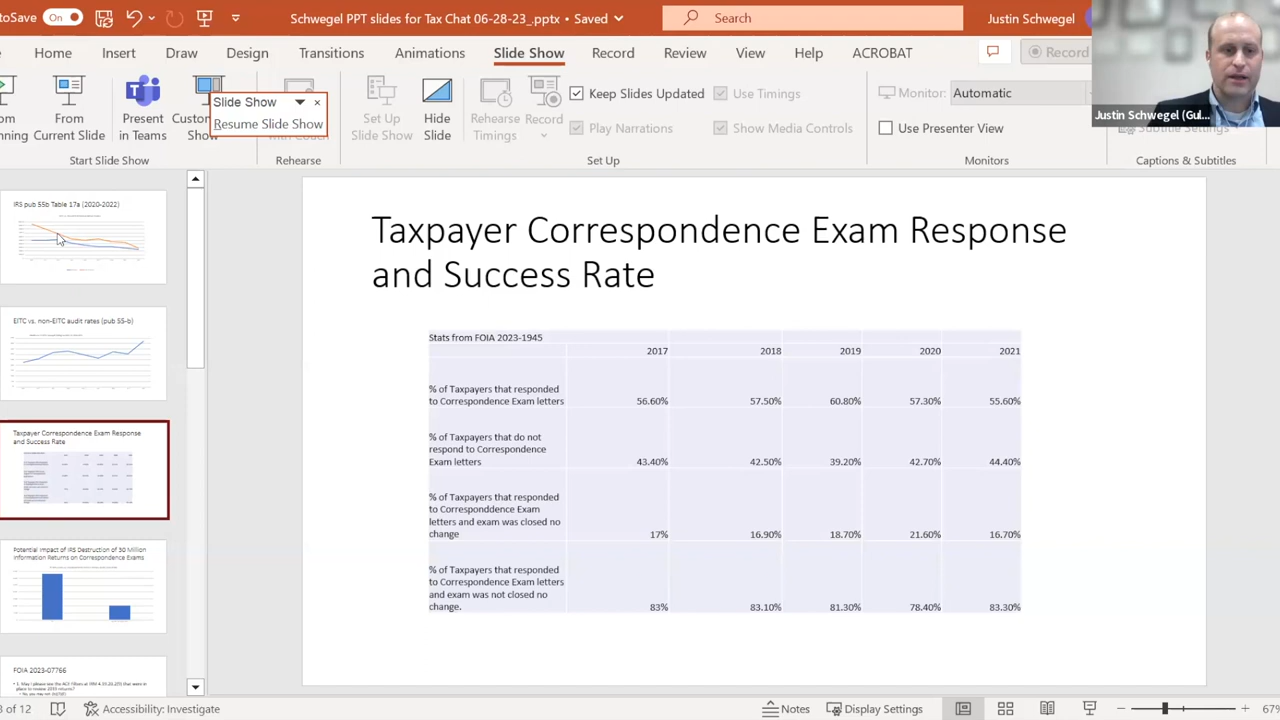 oSave On Schwegel PPT slides for Tax Chat 06-28-23_.pptx • Saved Search Justin Schwegel
Home Insert Draw Design Transitions Animations Slide Show Record Review View Help ACROBAT Record
From Current Slide
Present in Teams
Slide Show
Resume Slide Show
Set Up Slide Show
Hide Slide
Rehearse Timings
Record
Keep Slides Updated
Play Narrations
Use Timings
Show Media Controls
Monitor: Automatic
Use Presenter View
Subtitle Settings
Start Slide Show Rehearse Set Up Monitors Captions & Subtitles
Justin Schwegel (Gul...
IRS pub 55b Table 17a (2020-2022)
EITC vs. non-EITC audit rates (pub 55-b)
Taxpayer Correspondence Exam Response
and Success Rate
Potential Impact of IRS Destruction of 30 Million
Information Returns on Correspondence Exams
FOIA 2023-07766
Taxpayer Correspondence Exam Response
and Success Rate
Stats from FOIA 2023-1945
2017 2018 2019 2020 2021
% of Taxpayers that responded
to Correspondence Exam letters 56.60% 57.50% 60.80% 57.30% 55.60%
% of Taxpayers that do not
respond to Correspondence
Exam letters 43.40% 42.50% 39.20% 42.70% 44.40%
% of Taxpayers that responded
to Corresponddence Exam
letters and exam was closed no
change 17% 16.90% 18.70% 21.60% 16.70%
% of Taxpayers that responded
to Correspondence Exam letters
and exam was not closed no
change. 83% 83.10% 81.30% 78.40% 83.30%
of 12 Accessibility: Investigate Notes Display Settings 67%